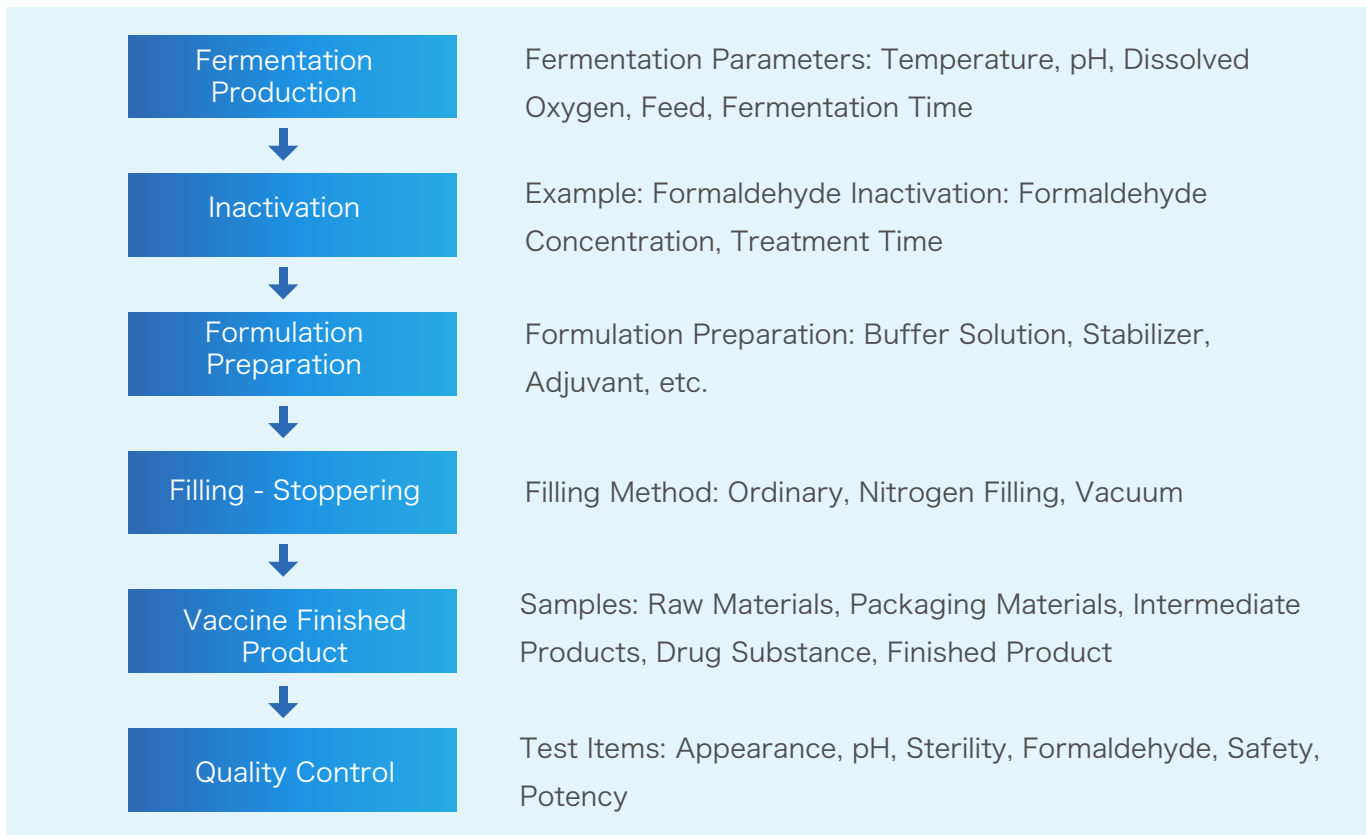 Fermentation
Production
Fermentation Parameters: Temperature, pH, Dissolved
Oxygen, Feed, Fermentation Time
Inactivation
Example: Formaldehyde Inactivation: Formaldehyde
Concentration, Treatment Time
Formulation
Preparation
Formulation Preparation: Buffer Solution, Stabilizer,
Adjuvant, etc.
Filling - Stoppering
Filling Method: Ordinary, Nitrogen Filling, Vacuum
Vaccine Finished
Product
Samples: Raw Materials, Packaging Materials, Intermediate
Products, Drug Substance, Finished Product
Quality Control
Test Items: Appearance, pH, Sterility, Formaldehyde, Safety,
Potency